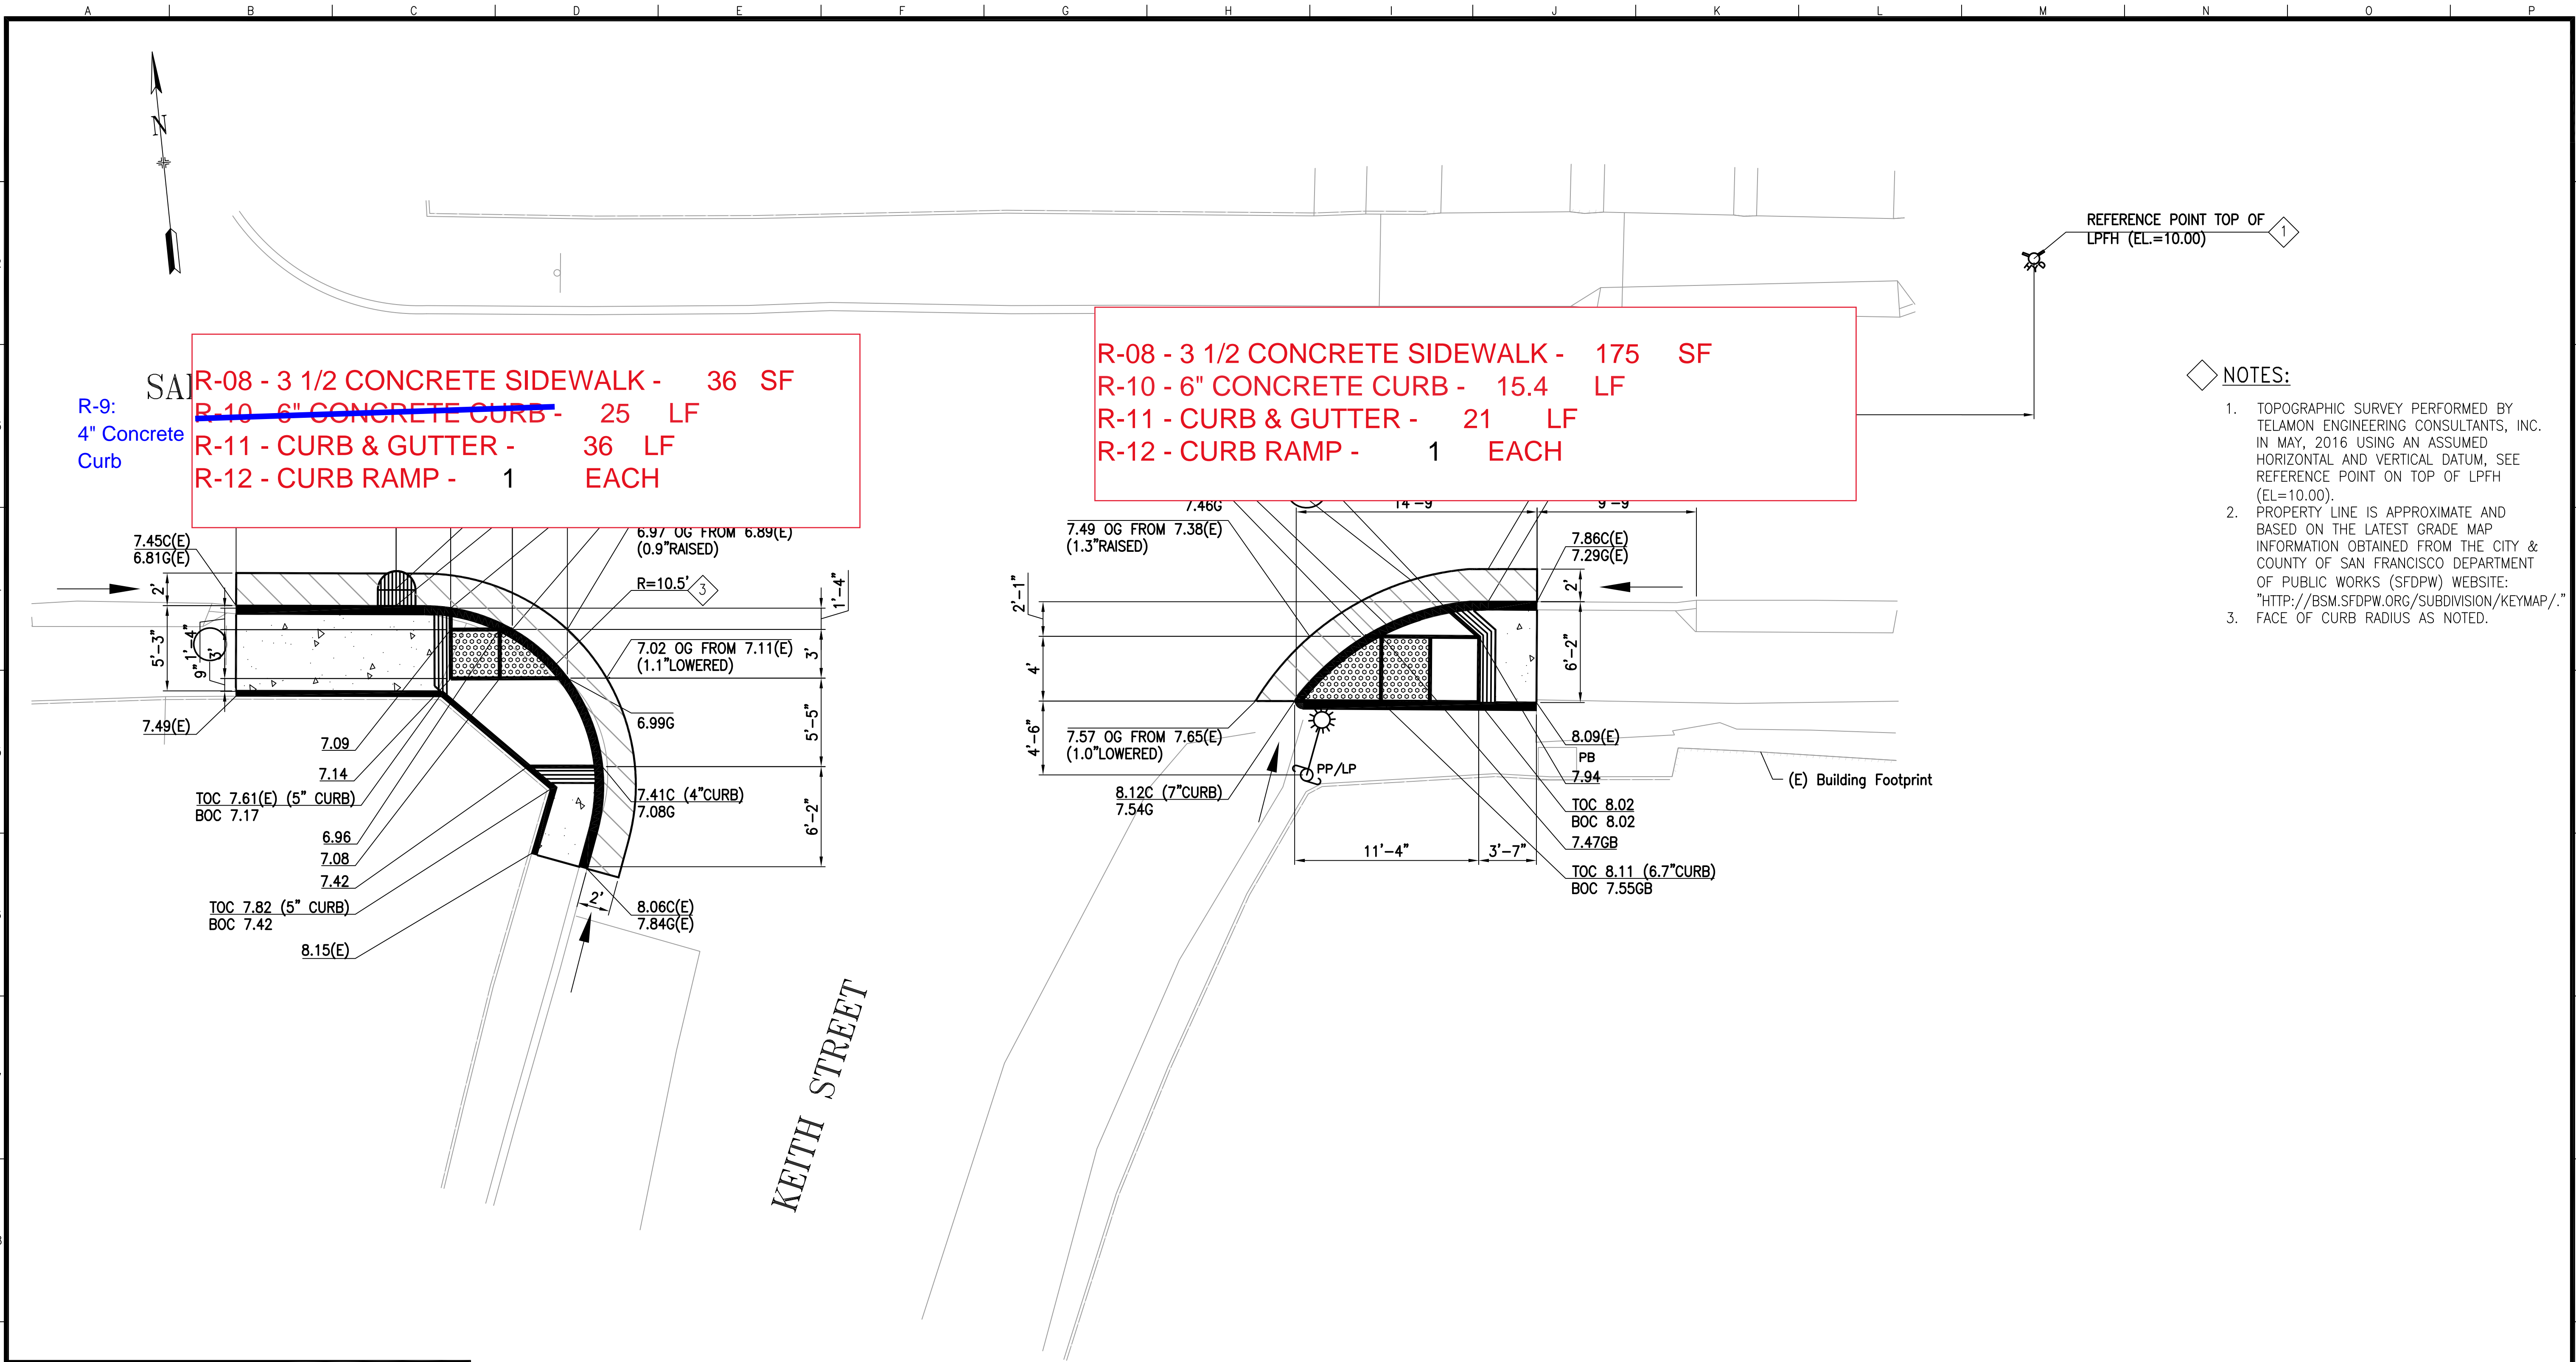 A B C D E F G H I J K L M N O P
N
REFERENCE POINT TOP OF
LPFH (EL.=10.00)
1
SAI
R-9:
4" Concrete
Curb
R-08 - 3 1/2 CONCRETE SIDEWALK - 36 SF
R-10 - 6" CONCRETE CURB - 25 LF
R-11 - CURB & GUTTER - 36 LF
R-12 - CURB RAMP - 1 EACH
R-08 - 3 1/2 CONCRETE SIDEWALK - 175 SF
R-10 - 6" CONCRETE CURB - 15.4 LF
R-11 - CURB & GUTTER - 21 LF
R-12 - CURB RAMP - 1 EACH
NOTES:
1. TOPOGRAPHIC SURVEY PERFORMED BY
TELAMON ENGINEERING CONSULTANTS, INC.
IN MAY, 2016 USING AN ASSUMED
HORIZONTAL AND VERTICAL DATUM, SEE
REFERENCE POINT ON TOP OF LPFH
(EL=10.00).
2. PROPERTY LINE IS APPROXIMATE AND
BASED ON THE LATEST GRADE MAP
INFORMATION OBTAINED FROM THE CITY &
COUNTY OF SAN FRANCISCO DEPARTMENT
OF PUBLIC WORKS (SFDPW) WEBSITE:
"HTTP://BSM.SFDPW.ORG/SUBDIVISION/KEYMAP/."
3. FACE OF CURB RADIUS AS NOTED.
7.45C(E)
6.81G(E)
6.97 OG FROM 6.89(E)
(0.9"RAISED)
R=10.5'
3
2'
5'-3"
1'-4"
3'
9"
1'-4"
3'
5'-5"
6'-2"
7.02 OG FROM 7.11(E)
(1.1"LOWERED)
6.99G
7.49(E)
7.09
7.14
TOC 7.61(E) (5" CURB)
BOC 7.17
6.96
7.08
7.42
TOC 7.82 (5" CURB)
BOC 7.42
8.15(E)
7.41C (4"CURB)
7.08G
2'
8.06C(E)
7.84G(E)
KEITH STREET
7.46G
7.49 OG FROM 7.38(E)
(1.3"RAISED)
14'-9"
9'-9"
7.86C(E)
7.29G(E)
2'
2'-1"
4'
4'-6"
6'-2"
7.57 OG FROM 7.65(E)
(1.0"LOWERED)
8.12C (7"CURB)
7.54G
PP/LP
8.09(E)
PB
7.94
(E) Building Footprint
TOC 8.02
BOC 8.02
7.47GB
11'-4"
3'-7"
TOC 8.11 (6.7"CURB)
BOC 7.55GB